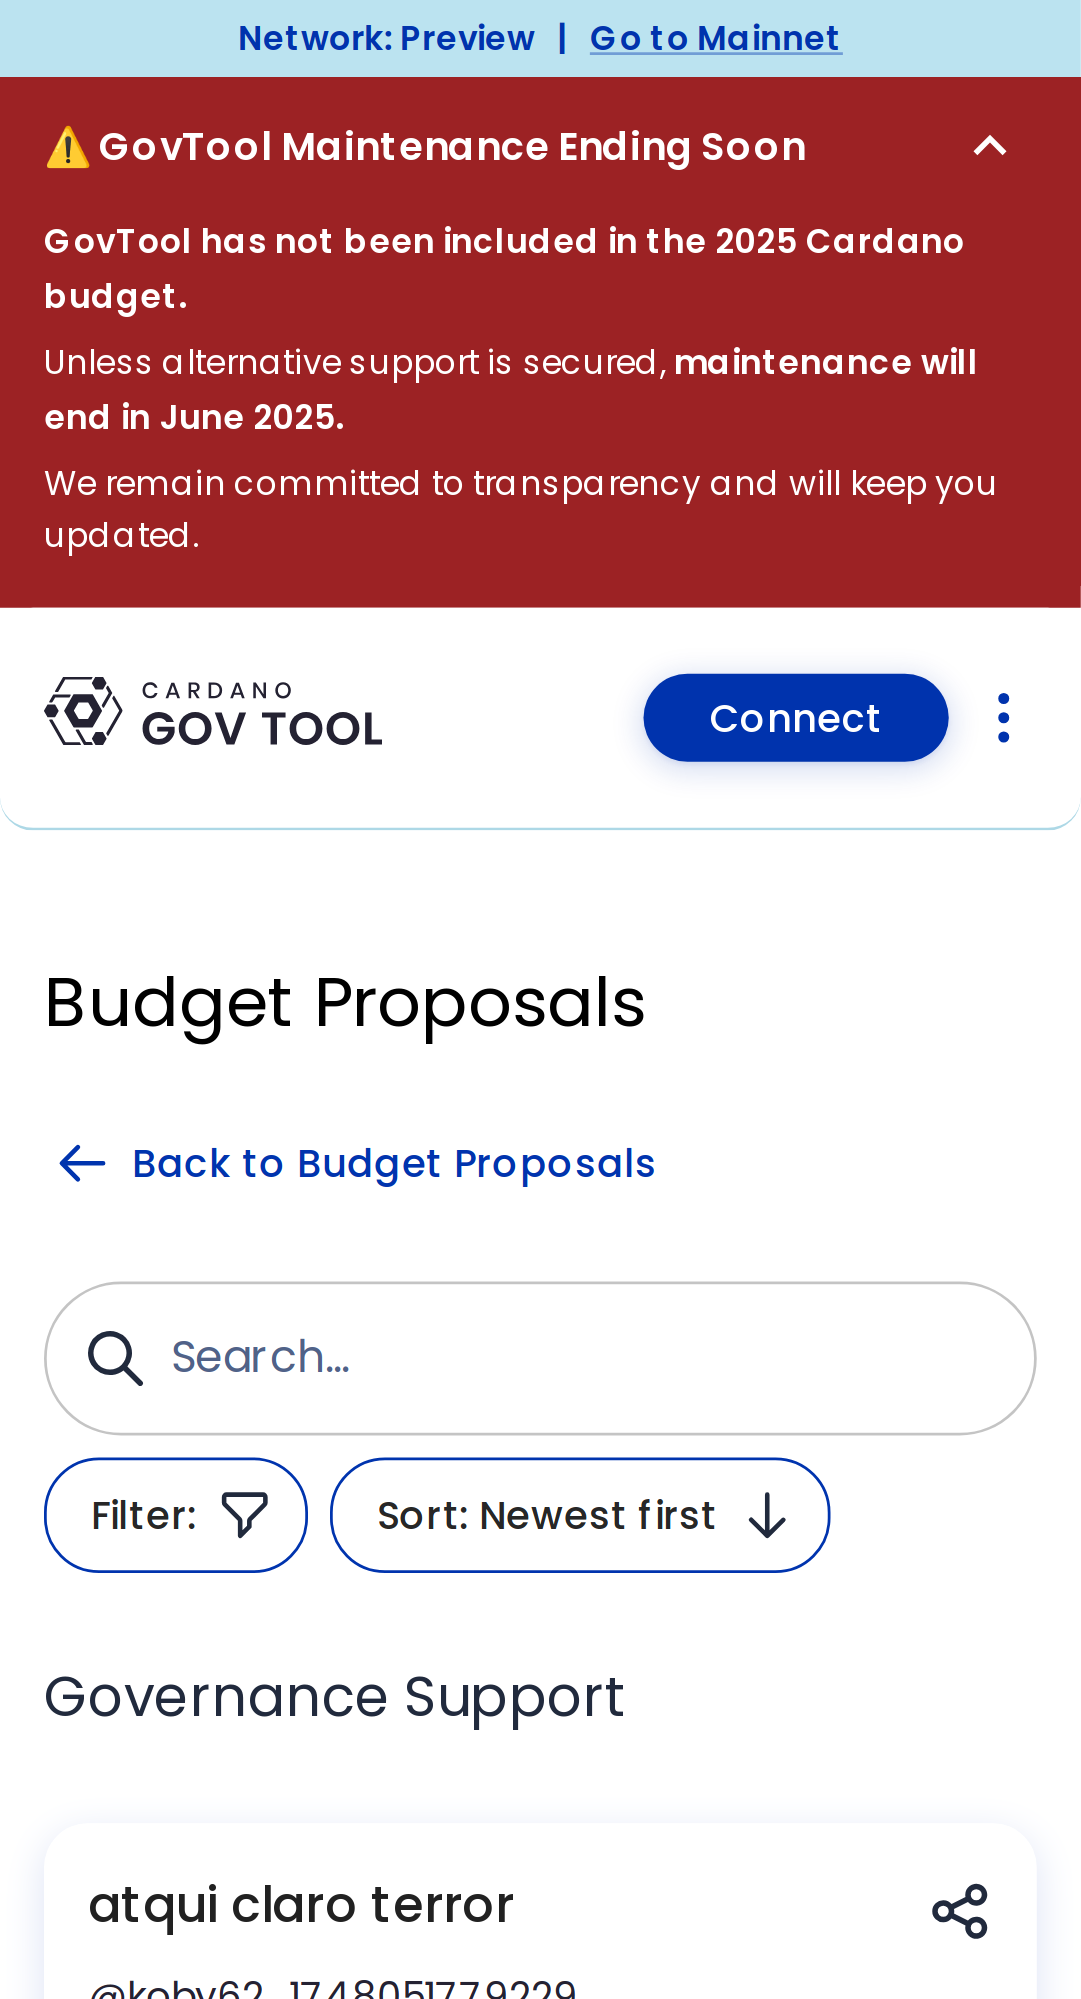 Network: Preview | Go to Mainnet
⚠️ GovTool Maintenance Ending Soon
GovTool has not been included in the 2025 Cardano
budget.
Unless alternative support is secured, maintenance will
end in June 2025.
We remain committed to transparency and will keep you
updated.
CARDANO
GOV TOOL
Connect
Budget Proposals
Back to Budget Proposals
Search...
Filter:
Sort: Newest first
Governance Support
atqui claro terror
@koby62_1748051779229